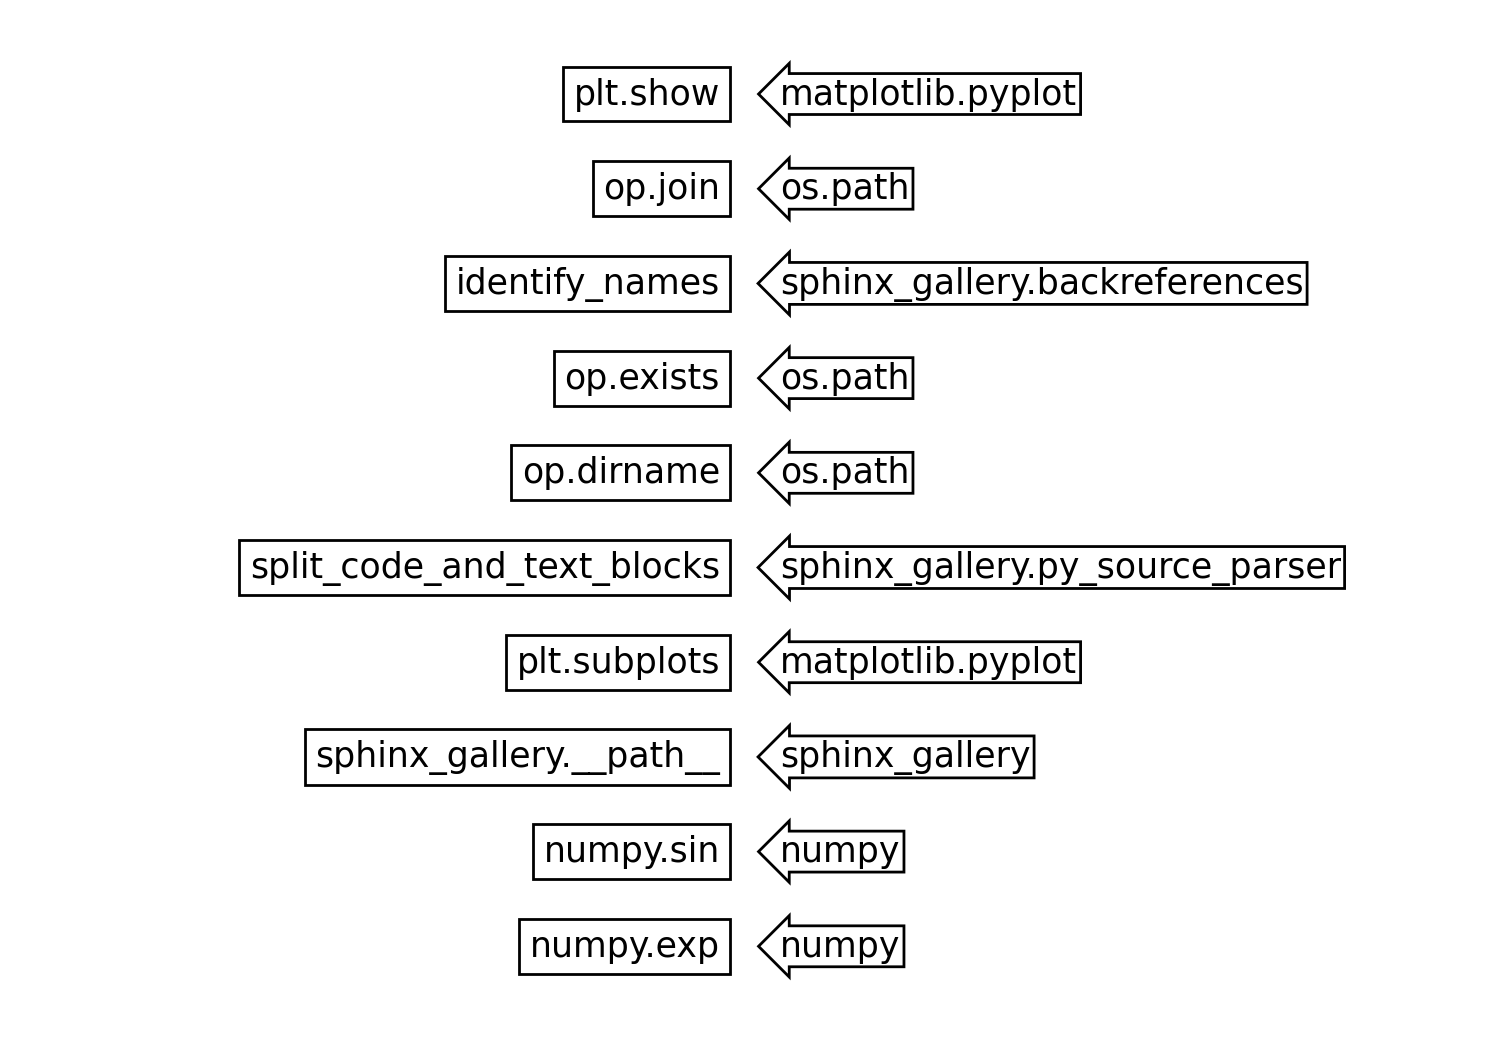 plt.show matplotlib.pyplot
op.join os.path
identify_names sphinx_gallery.backreferences
op.exists os.path
op.dirname os.path
split_code_and_text_blocks sphinx_gallery.py_source_parser
plt.subplots matplotlib.pyplot
sphinx_gallery.__path__ sphinx_gallery
numpy.sin numpy
numpy.exp numpy